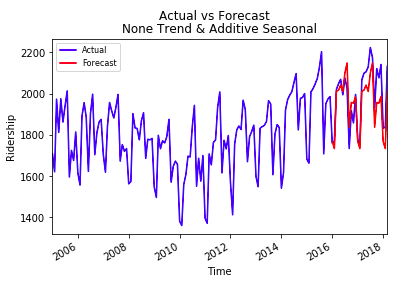 Actual vs Forecast
None Trend & Additive Seasonal
Actual
Forecast
2200
2000
1800
1600
1400
Ridership
2006
2008
2010
2012
2014
2016
2018
Time